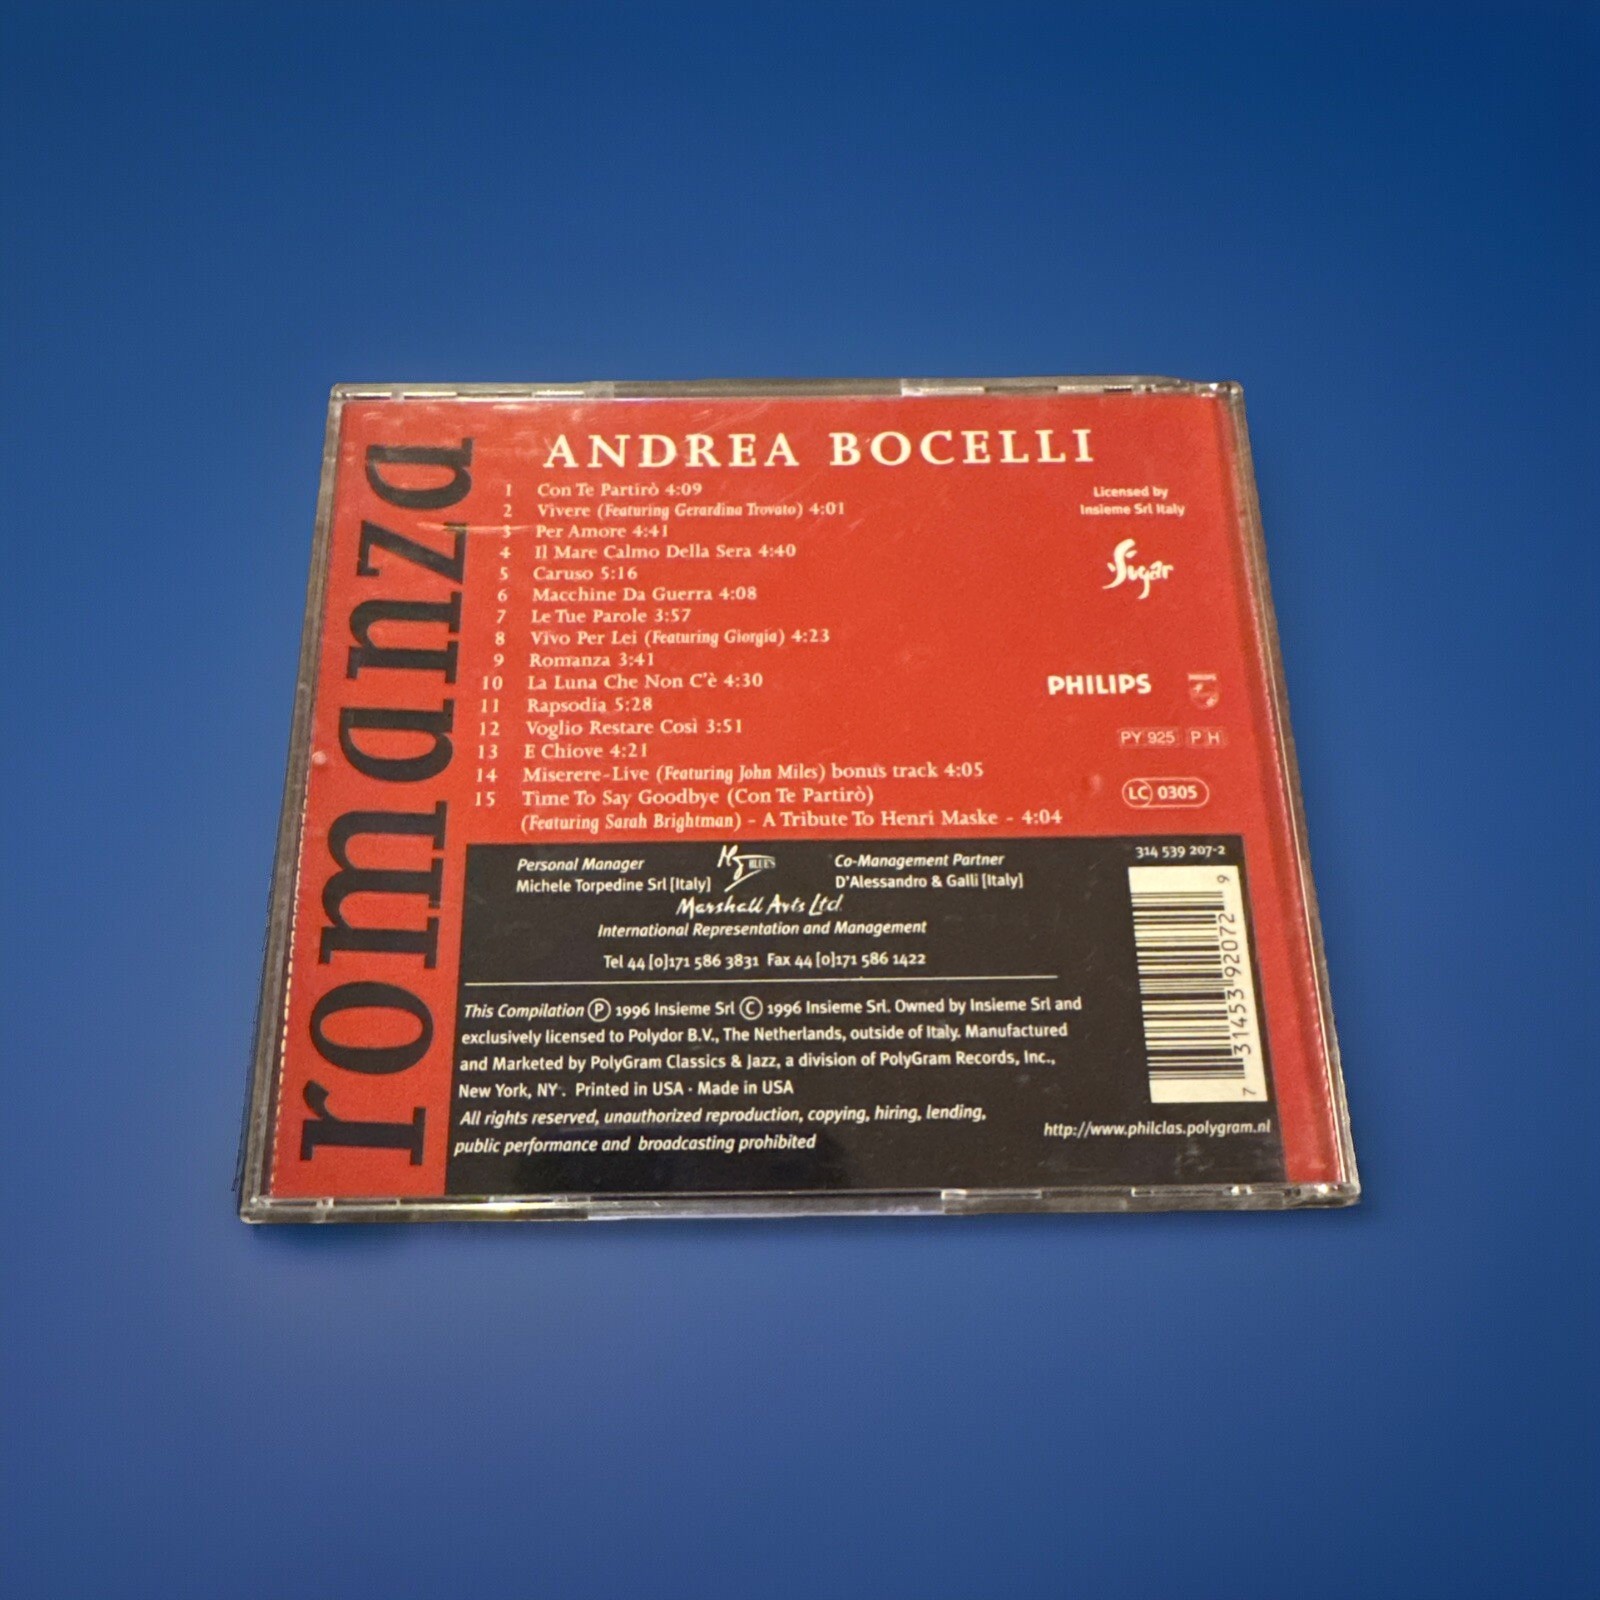 romanza
ANDREA BOCELLI
1 Con Te Partirò 4:09
2 Vivere (Featuring Gerardina Trovato) 4:01
3 Per Amore 4:41
4 Il Mare Calmo Della Sera 4:40
5 Caruso 5:16
6 Macchine Da Guerra 4:08
7 Le Tue Parole 3:57
8 Vivo Per Lei (Featuring Giorgia) 4:23
9 Romanza 3:41
10 La Luna Che Non C'è 4:30
11 Rapsodia 5:28
12 Voglio Restare Così 3:51
13 E Chiove 4:21
14 Miserere-Live (Featuring John Miles) bonus track 4:05
15 Time To Say Goodbye (Con Te Partirò)
(Featuring Sarah Brightman) - A Tribute To Henri Maske - 4:04
Licensed by
Insieme Srl Italy
Sugar
PHILIPS
PY 925 P H
LC 0305
Personal Manager
Michele Torpedine Srl [Italy]
BLUE'S
Co-Management Partner
D'Alessandro & Galli [Italy]
Marshall Arts Ltd.
International Representation and Management
Tel 44 [0]171 586 3831 Fax 44 [0]171 586 1422
This Compilation ℗ 1996 Insieme Srl © 1996 Insieme Srl. Owned by Insieme Srl and
exclusively licensed to Polydor B.V., The Netherlands, outside of Italy. Manufactured
and Marketed by PolyGram Classics & Jazz, a division of PolyGram Records, Inc.,
New York, NY. Printed in USA · Made in USA
All rights reserved, unauthorized reproduction, copying, hiring, lending,
public performance and broadcasting prohibited
314 539 207-2
7 31453 92072 9
http://www.philclas.polygram.nl